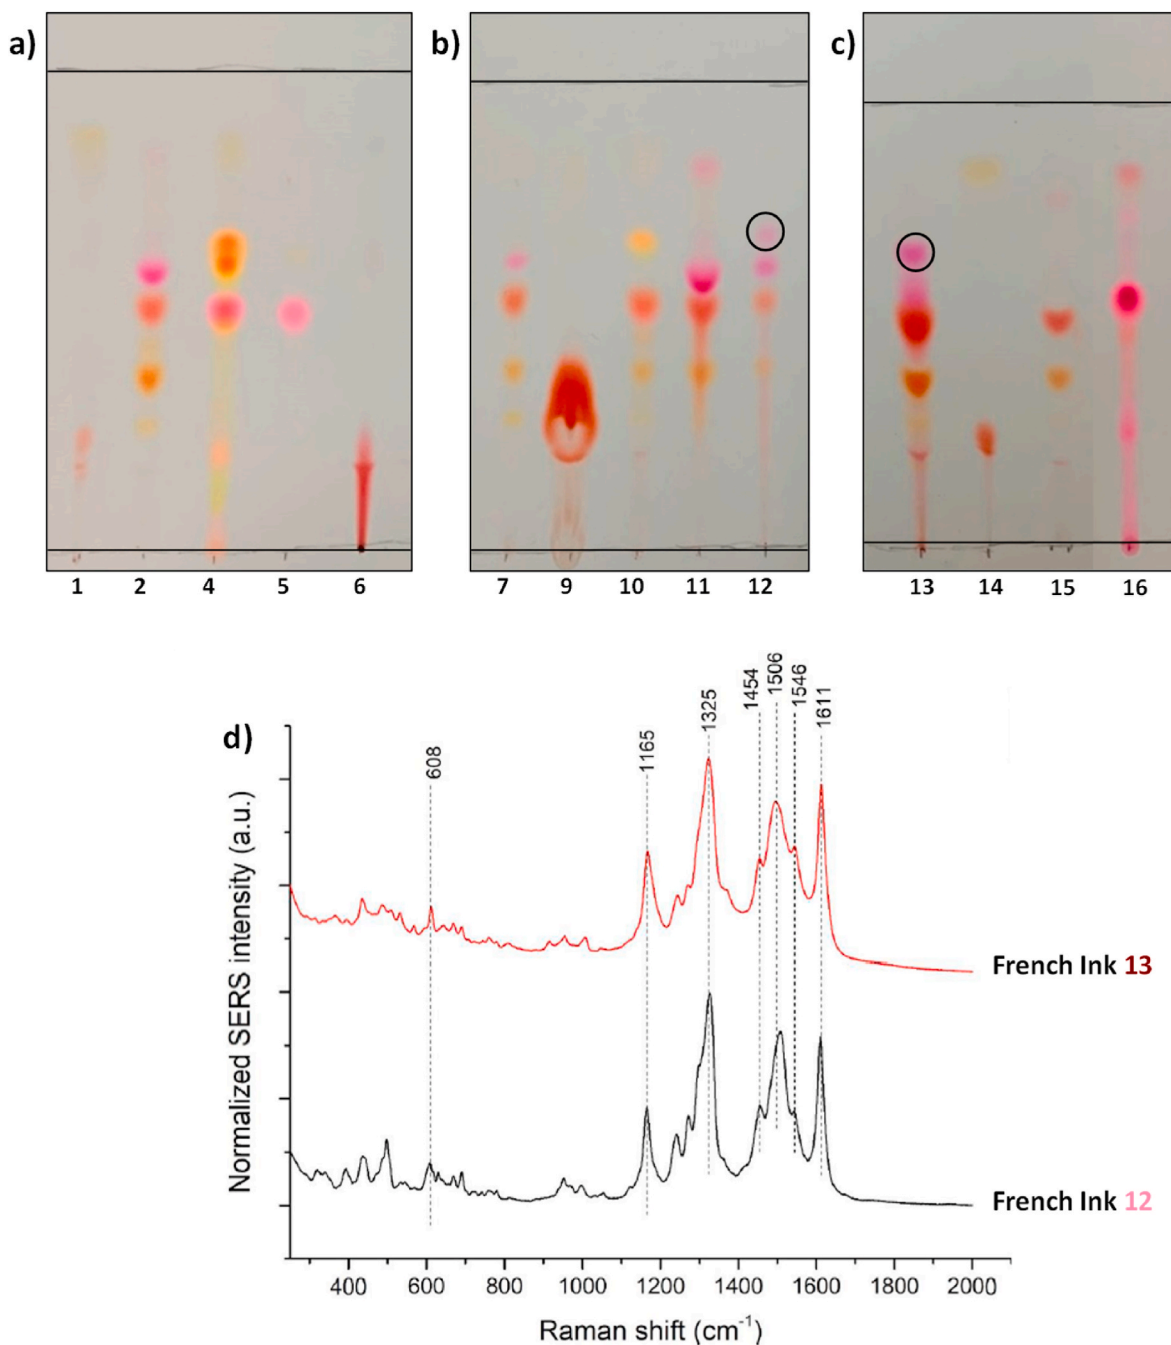 a)
b)
c)
1 2 4 5 6
7 9 10 11 12
13 14 15 16
d)
608
1165
1325
1454
1506
1546
1611
Normalized SERS intensity (a.u.)
French Ink 13
French Ink 12
400 600 800 1000 1200 1400 1600 1800 2000
Raman shift (cm⁻¹)